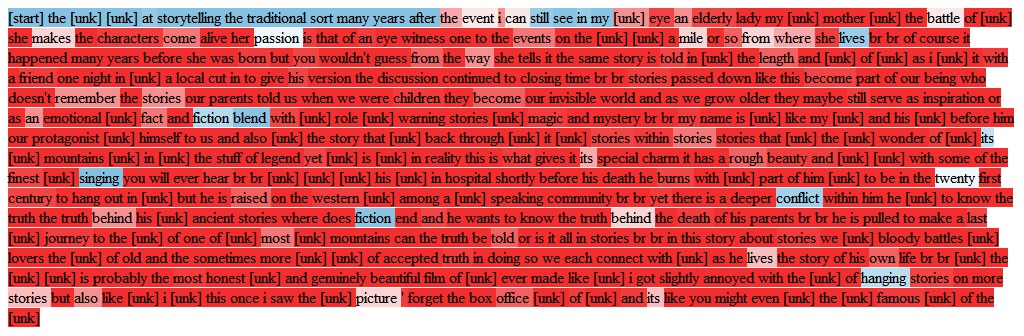 [start] the [unk] [unk] at storytelling the traditional sort many years after the event i can still see in my [unk] eye an elderly lady my [unk] mother [unk] the battle of [unk]
she makes the characters come alive her passion is that of an eye witness one to the events on the [unk] [unk] a mile or so from where she lives br br of course it
happened many years before she was born but you wouldn't guess from the way she tells it the same story is told in [unk] the length and [unk] of [unk] as i [unk] it with
a friend one night in [unk] a local cut in to give his version the discussion continued to closing time br br stories passed down like this become part of our being who
doesn't remember the stories our parents told us when we were children they become our invisible world and as we grow older they maybe still serve as inspiration or
as an emotional [unk] fact and fiction blend with [unk] role [unk] warning stories [unk] magic and mystery br br my name is [unk] like my [unk] and his [unk] before him
our protagonist [unk] himself to us and also [unk] the story that [unk] back through [unk] it [unk] stories within stories stories that [unk] the [unk] wonder of [unk] its
[unk] mountains [unk] in [unk] the stuff of legend yet [unk] is [unk] in reality this is what gives it its special charm it has a rough beauty and [unk] [unk] with some of the
finest [unk] singing you will ever hear br br [unk] [unk] [unk] his [unk] in hospital shortly before his death he burns with [unk] part of him [unk] to be in the twenty first
century to hang out in [unk] but he is raised on the western [unk] among a [unk] speaking community br br yet there is a deeper conflict within him he [unk] to know the
truth the truth behind his [unk] ancient stories where does fiction end and he wants to know the truth behind the death of his parents br br he is pulled to make a last
[unk] journey to the [unk] of one of [unk] most [unk] mountains can the truth be told or is it all in stories br br in this story about stories we [unk] bloody battles [unk]
lovers the [unk] of old and the sometimes more [unk] [unk] of accepted truth in doing so we each connect with [unk] as he lives the story of his own life br br the [unk]
[unk] [unk] is probably the most honest [unk] and genuinely beautiful film of [unk] ever made like [unk] i got slightly annoyed with the [unk] of hanging stories on more
stories but also like [unk] i [unk] this once i saw the [unk] picture ' forget the box office [unk] of [unk] and its like you might even [unk] the [unk] famous [unk] of the
[unk]